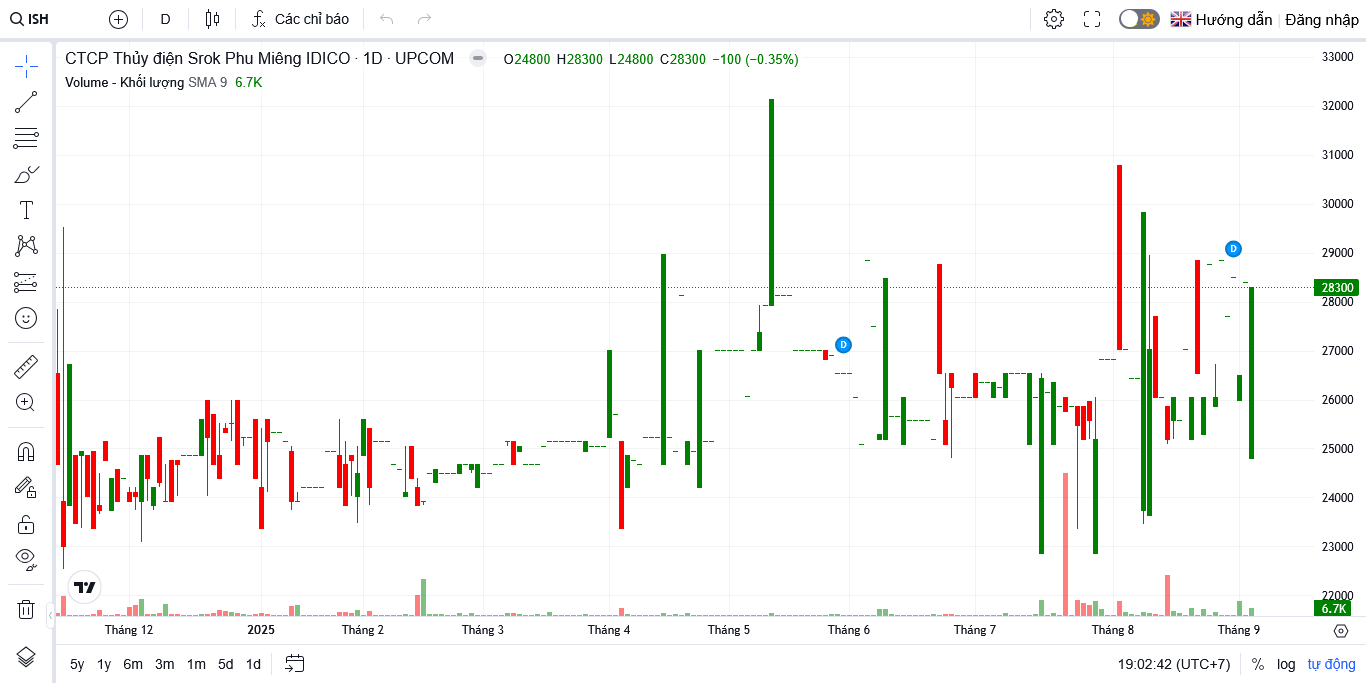 ISH D Các chỉ báo Hướng dẫn Đăng nhập
CTCP Thủy điện Srok Phu Miêng IDICO · 1D · UPCOM O24800 H28300 L24800 C28300 −100 (−0.35%)
Volume - Khối lượng SMA 9 6.7K
33000
32000
31000
30000
29000
D
28300
28000
D
27000
26000
25000
24000
23000
22000
6.7K
Tháng 12 2025 Tháng 2 Tháng 3 Tháng 4 Tháng 5 Tháng 6 Tháng 7 Tháng 8 Tháng 9
5y 1y 6m 3m 1m 5d 1d 19:02:42 (UTC+7) % log tự động